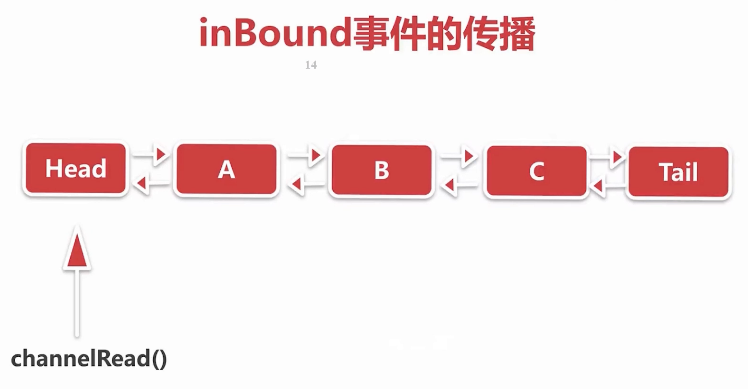 inBound事件的传播
14
Head
A
B
C
Tail
channelRead()